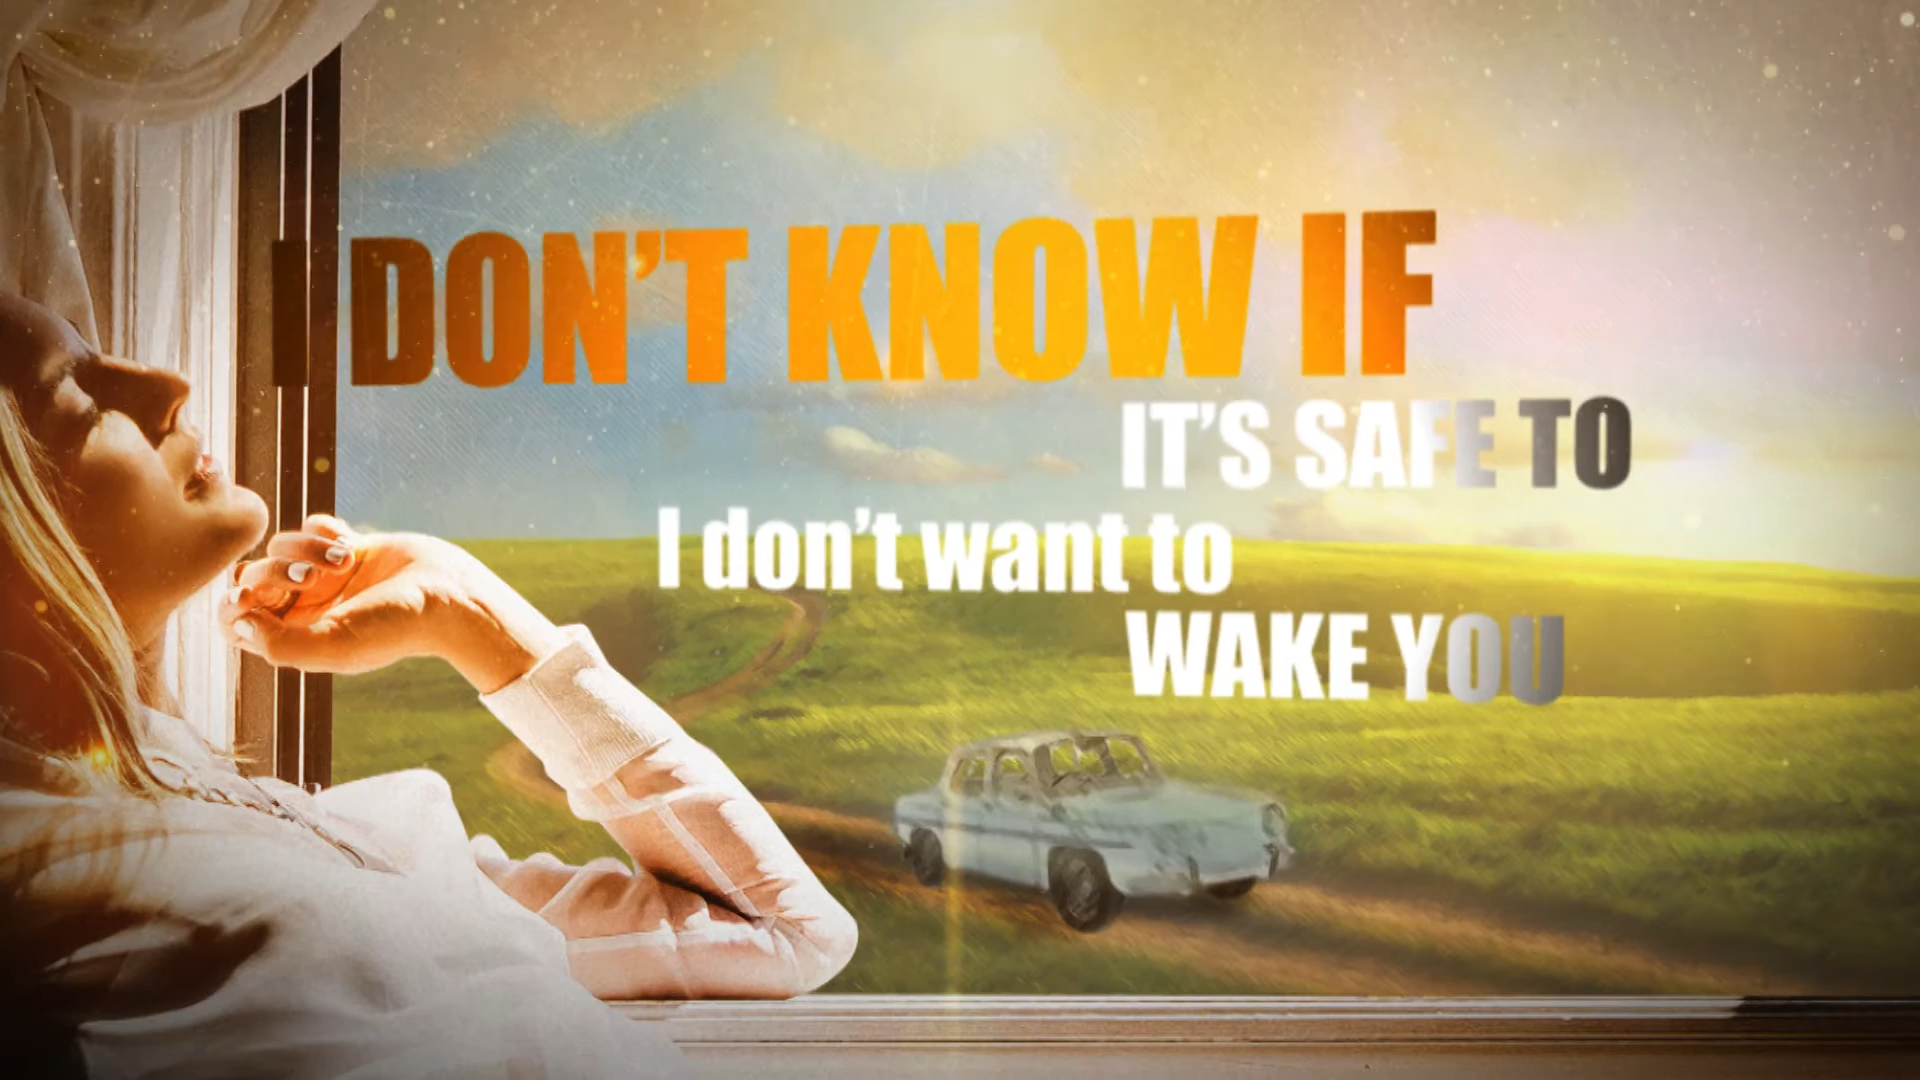 I DON'T KNOW IF
IT'S SAFE TO
I don't want to
WAKE YOU